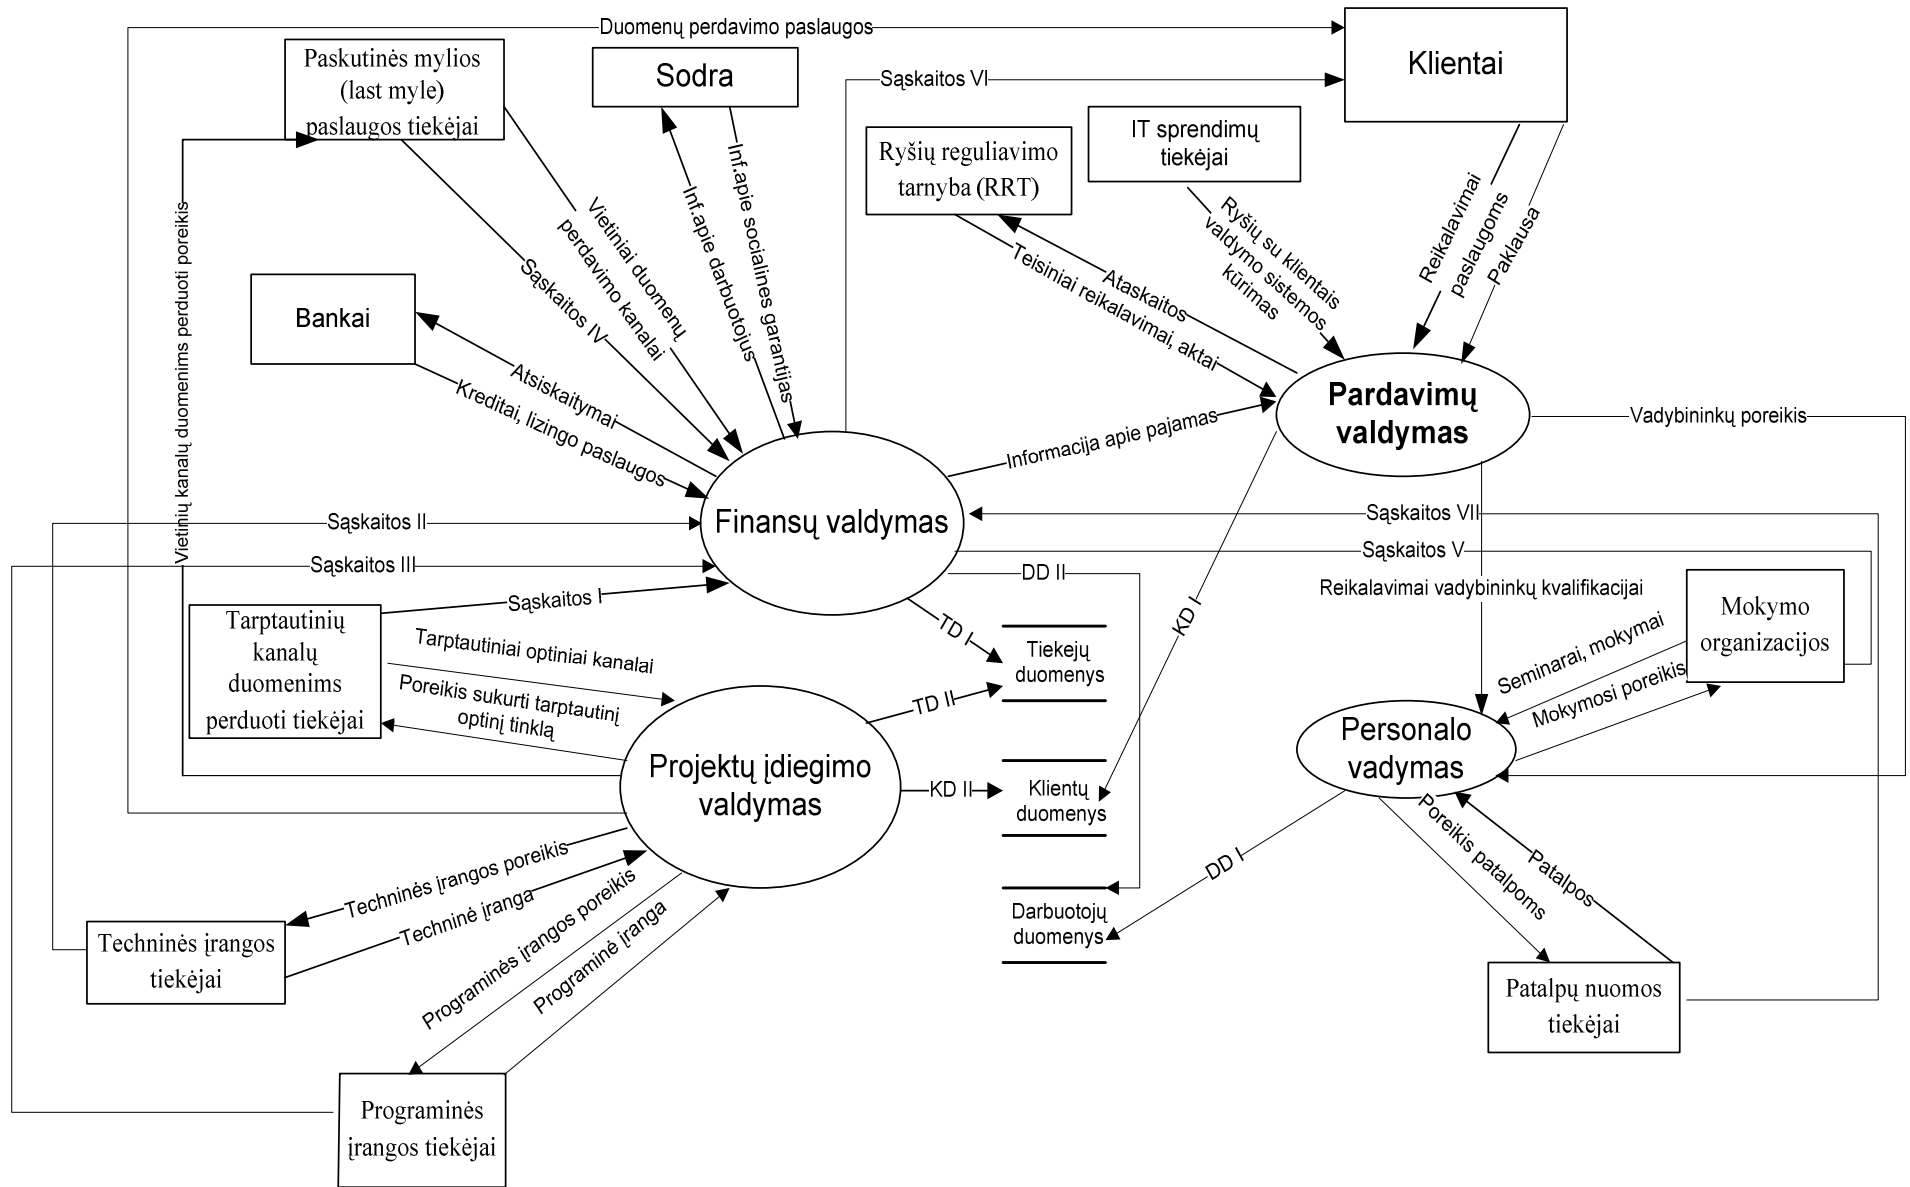 Duomenų perdavimo paslaugos
Klientai
Paskutinės mylios
(last myle)
paslaugos tiekėjai
Sodra
Sąskaitos VI
IT sprendimų
tiekėjai
Ryšių reguliavimo
tarnyba (RRT)
Vietinių kanalų duomenims perduoti poreikis
Vietiniai duomenų
perdavimo kanalai
Sąskaitos IV
Inf.apie darbuotojus
Inf.apie socialines garantijas
Ryšių su klientais
valdymo sistemos
kūrimas
Ataskaitos
Teisiniai reikalavimai, aktai
Reikalavimai
paslaugoms
Paklausa
Bankai
Atsiskaitymai
Kreditai, lizingo paslaugos
Pardavimų
valdymas
Informacija apie pajamas
Vadybininkų poreikis
Finansų valdymas
Sąskaitos II
Sąskaitos VII
Sąskaitos III
Sąskaitos V
DD II
Sąskaitos I
Reikalavimai vadybininkų kvalifikacijai
KD I
TD I
Tarptautinių
kanalų
duomenims
perduoti tiekėjai
Tarptautiniai optiniai kanalai
Poreikis sukurti tarptautinį
optinį tinklą
Tiekejų
duomenys
TD II
Mokymo
organizacijos
Seminarai, mokymai
Mokymosi poreikis
Personalo
vadymas
Projektų įdiegimo
valdymas
KD II
Klientų
duomenys
Techninės įrangos poreikis
Techninė įranga
Programinės įrangos poreikis
Programinė įranga
DD I
Poreikis patalpoms
Patalpos
Darbuotojų
duomenys
Techninės įrangos
tiekėjai
Patalpų nuomos
tiekėjai
Programinės
įrangos tiekėjai